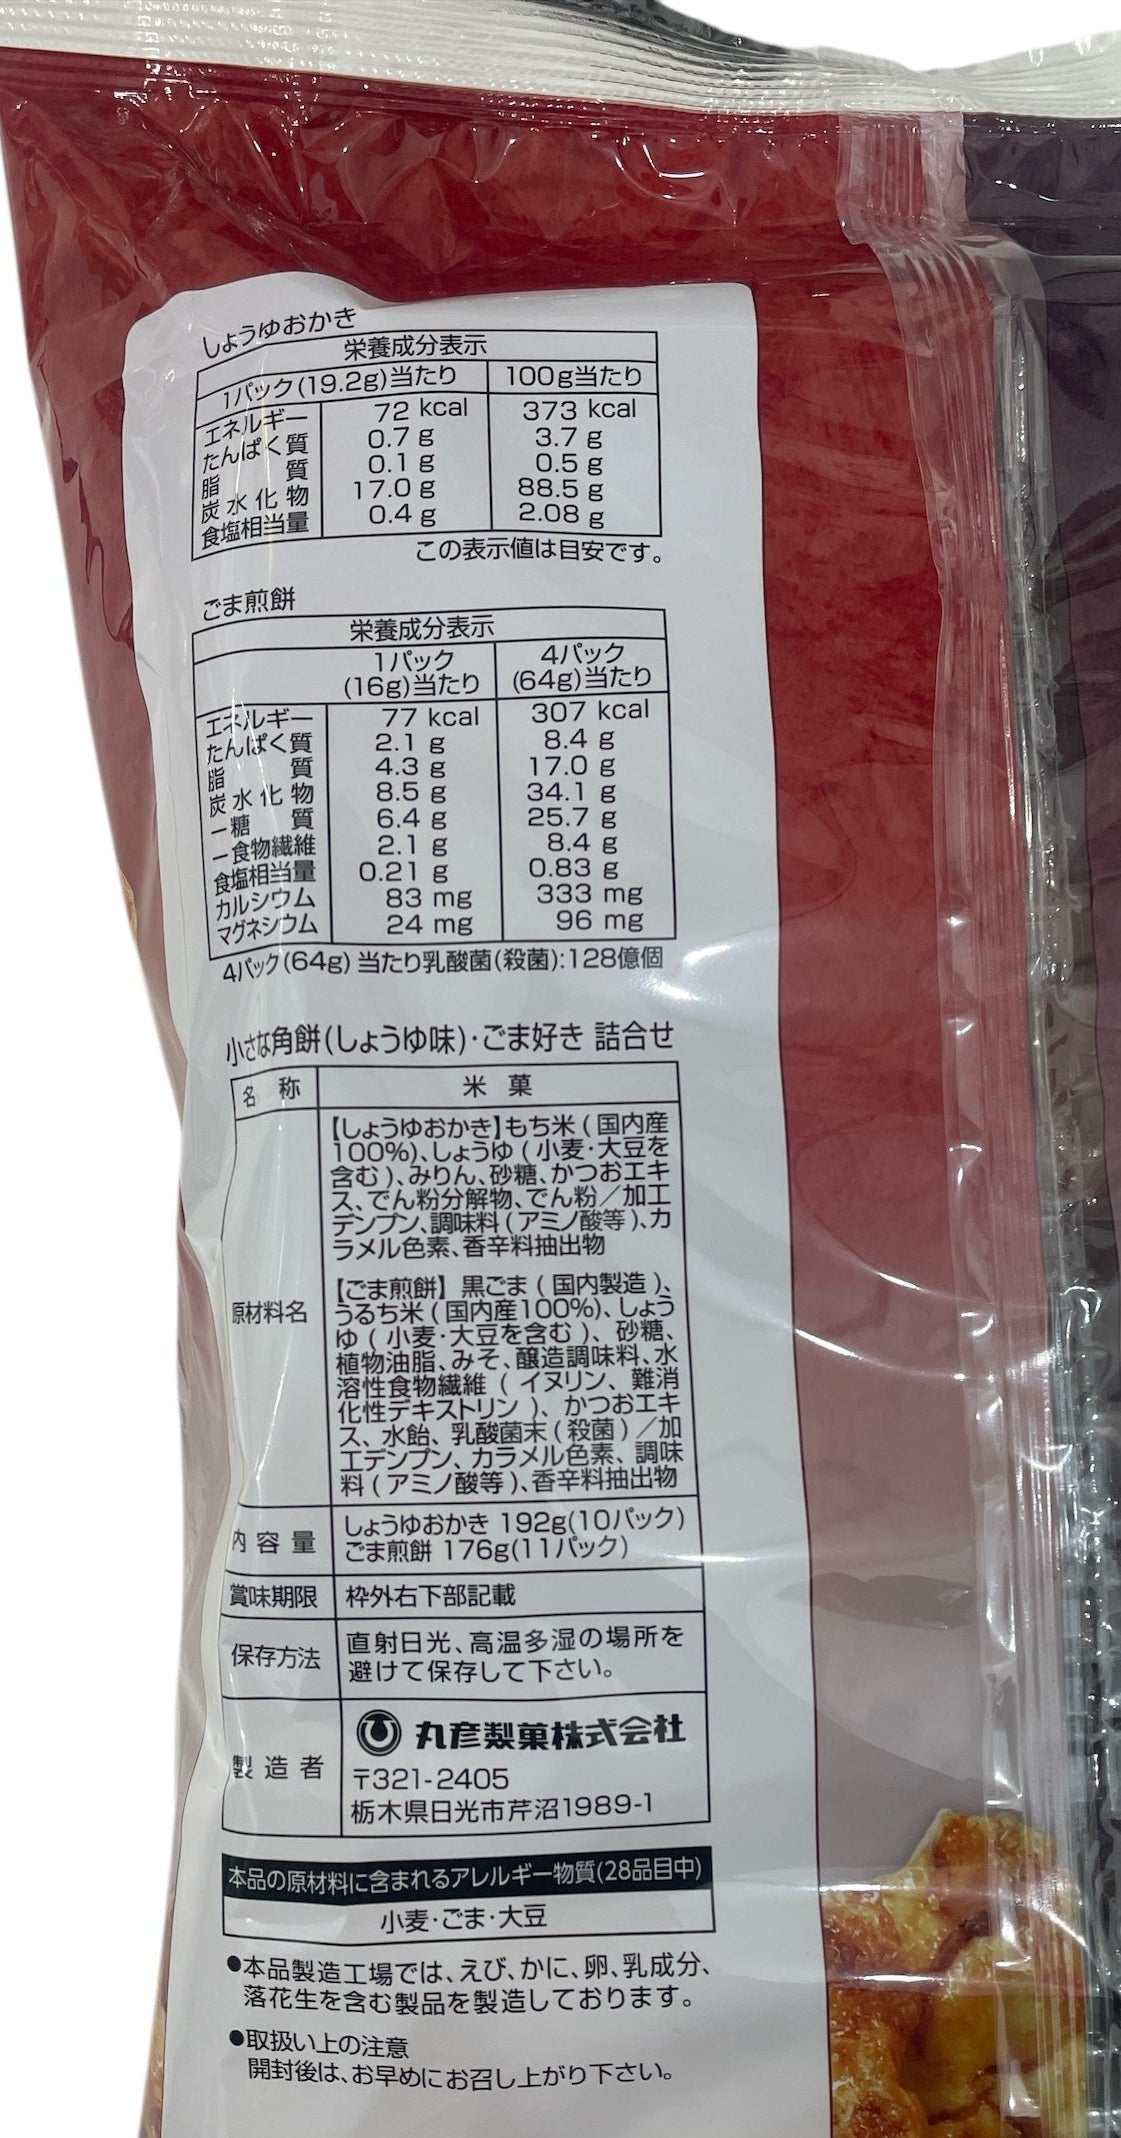 しょうゆおかき
栄養成分表示
1パック(19.2g)当たり 100g当たり
エネルギー 72 kcal 373 kcal
たんぱく質 0.7 g 3.7 g
脂質 0.1 g 0.5 g
炭水化物 17.0 g 88.5 g
食塩相当量 0.4 g 2.08 g
この表示値は目安です。
ごま煎餅
栄養成分表示
1パック 4パック
(16g)当たり (64g)当たり
エネルギー 77 kcal 307 kcal
たんぱく質 2.1 g 8.4 g
脂質 4.3 g 17.0 g
炭水化物 8.5 g 34.1 g
ー糖質 6.4 g 25.7 g
ー食物繊維 2.1 g 8.4 g
食塩相当量 0.21 g 0.83 g
カルシウム 83 mg 333 mg
マグネシウム 24 mg 96 mg
4パック(64g)当たり乳酸菌(殺菌):128億個
小さな角餅(しょうゆ味)・ごま好き 詰合せ
名称 米菓
原材料名
【しょうゆおかき】もち米(国内産
100%)、しょうゆ(小麦・大豆を
含む)、みりん、砂糖、かつおエキ
ス、でん粉分解物、でん粉/加工
デンプン、調味料(アミノ酸等)、カ
ラメル色素、香辛料抽出物
【ごま煎餅】黒ごま(国内製造)、
うるち米(国内産100%)、しょう
ゆ(小麦・大豆を含む)、砂糖、
植物油脂、みそ、醸造調味料、水
溶性食物繊維(イヌリン、難消
化性デキストリン)、かつおエキ
ス、水飴、乳酸菌末(殺菌)/加
工デンプン、カラメル色素、調味
料(アミノ酸等)、香辛料抽出物
内容量 しょうゆおかき 192g(10パック)
ごま煎餅 176g(11パック)
賞味期限 枠外右下部記載
保存方法 直射日光、高温多湿の場所を
避けて保存して下さい。
製造者 丸彦製菓株式会社
〒321-2405
栃木県日光市芹沼1989-1
本品の原材料に含まれるアレルギー物質(28品目中)
小麦・ごま・大豆
●本品製造工場では、えび、かに、卵、乳成分、
落花生を含む製品を製造しております。
●取扱い上の注意
開封後は、お早めにお召し上がり下さい。